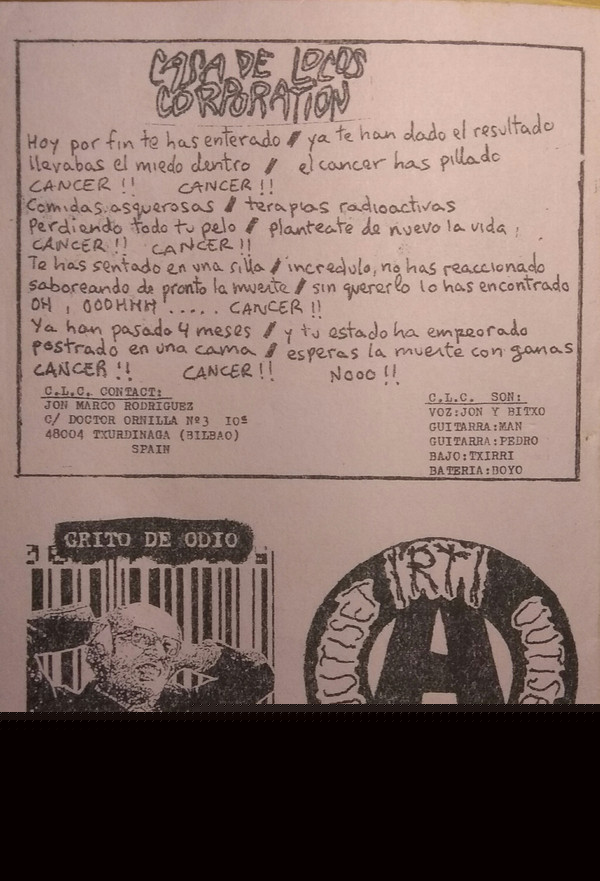 CASA DE LOCOS
CORPORATION
Hoy por fin te has enterado / ya te han dado el resultado
llevabas el miedo dentro / el cancer has pillado
CANCER !! CANCER !!
Comidas asquerosas / terapias radioactivas
Perdiendo todo tu pelo / planteate de nuevo la vida
CANCER !! CANCER !!
Te has sentado en una silla / incredulo, no has reaccionado
saboreando de pronto la muerte / sin quererlo lo has encontrado
OH, OOOHHH ..... CANCER !!
Ya han pasado 4 meses / y tu estado ha empeorado
postrado en una cama / esperas la muerte con ganas
CANCER !! CANCER !! NOOO !!
C.L.C. CONTACT:
JON MARCO RODRIGUEZ
C/ DOCTOR ORNILLA Nº3 10ª
48004 TXURDINAGA (BILBAO)
SPAIN
C.L.C. SON:
VOZ:JON Y BITXO
GUITARRA:MAN
GUITARRA:PEDRO
BAJO:TXIRRI
BATERIA:BOYO
GRITO DE ODIO
A